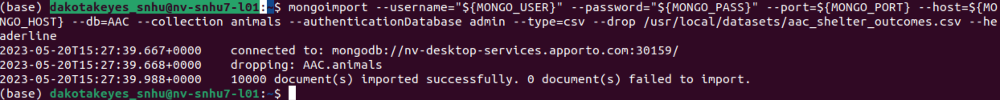 (base) dakotakeyes_snhu@nv-snhu7-l01:~$ mongoimport --username="${MONGO_USER}" --password="${MONGO_PASS}" --port=${MONGO_PORT} --host=${MO
NGO_HOST} --db=AAC --collection animals --authenticationDatabase admin --type=csv --drop /usr/local/datasets/aac_shelter_outcomes.csv --he
aderline
2023-05-20T15:27:39.667+0000    connected to: mongodb://nv-desktop-services.apporto.com:30159/
2023-05-20T15:27:39.668+0000    dropping: AAC.animals
2023-05-20T15:27:39.988+0000    10000 document(s) imported successfully. 0 document(s) failed to import.
(base) dakotakeyes_snhu@nv-snhu7-l01:~$